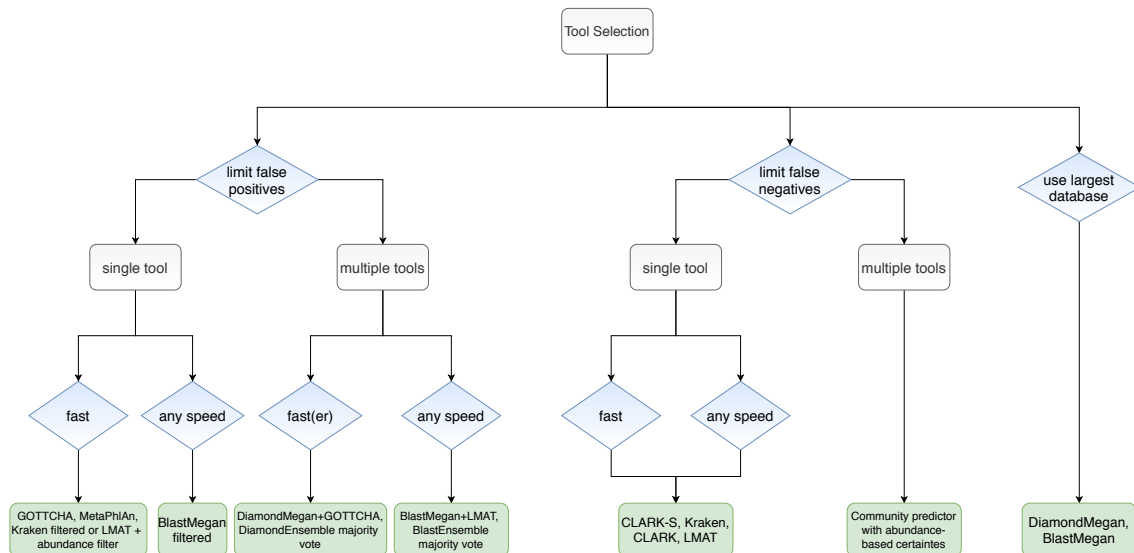 Tool Selection
limit false
positives
limit false
negatives
use largest
database
single tool
multiple tools
single tool
multiple tools
fast
any speed
fast(er)
any speed
fast
any speed
GOTTCHA, MetaPhlAn,
Kraken filtered or LMAT +
abundance filter
BlastMegan
filtered
DiamondMegan+GOTTCHA,
DiamondEnsemble majority
vote
BlastMegan+LMAT,
BlastEnsemble
majority vote
CLARK-S, Kraken,
CLARK, LMAT
Community predictor
with abundance-
based certaintes
DiamondMegan,
BlastMegan